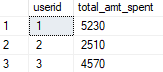 userid total_amt_spent
1 1 5230
2 2 2510
3 3 4570